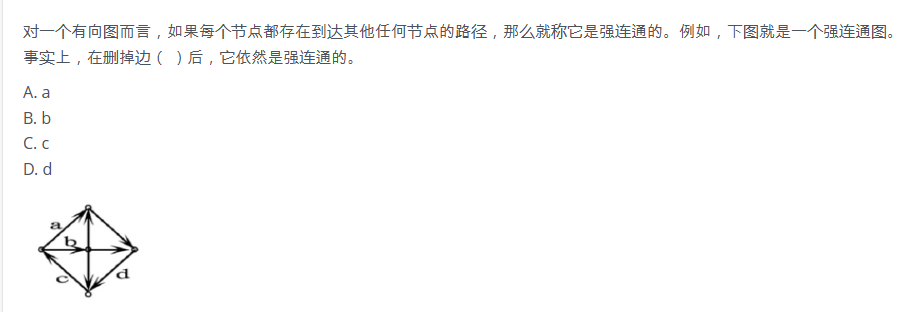 对一个有向图而言，如果每个节点都存在到达其他任何节点的路径，那么就称它是强连通的。例如，下图就是一个强连通图。
事实上，在删掉边（ ）后，它依然是强连通的。
A. a
B. b
C. c
D. d
a
b
c
d